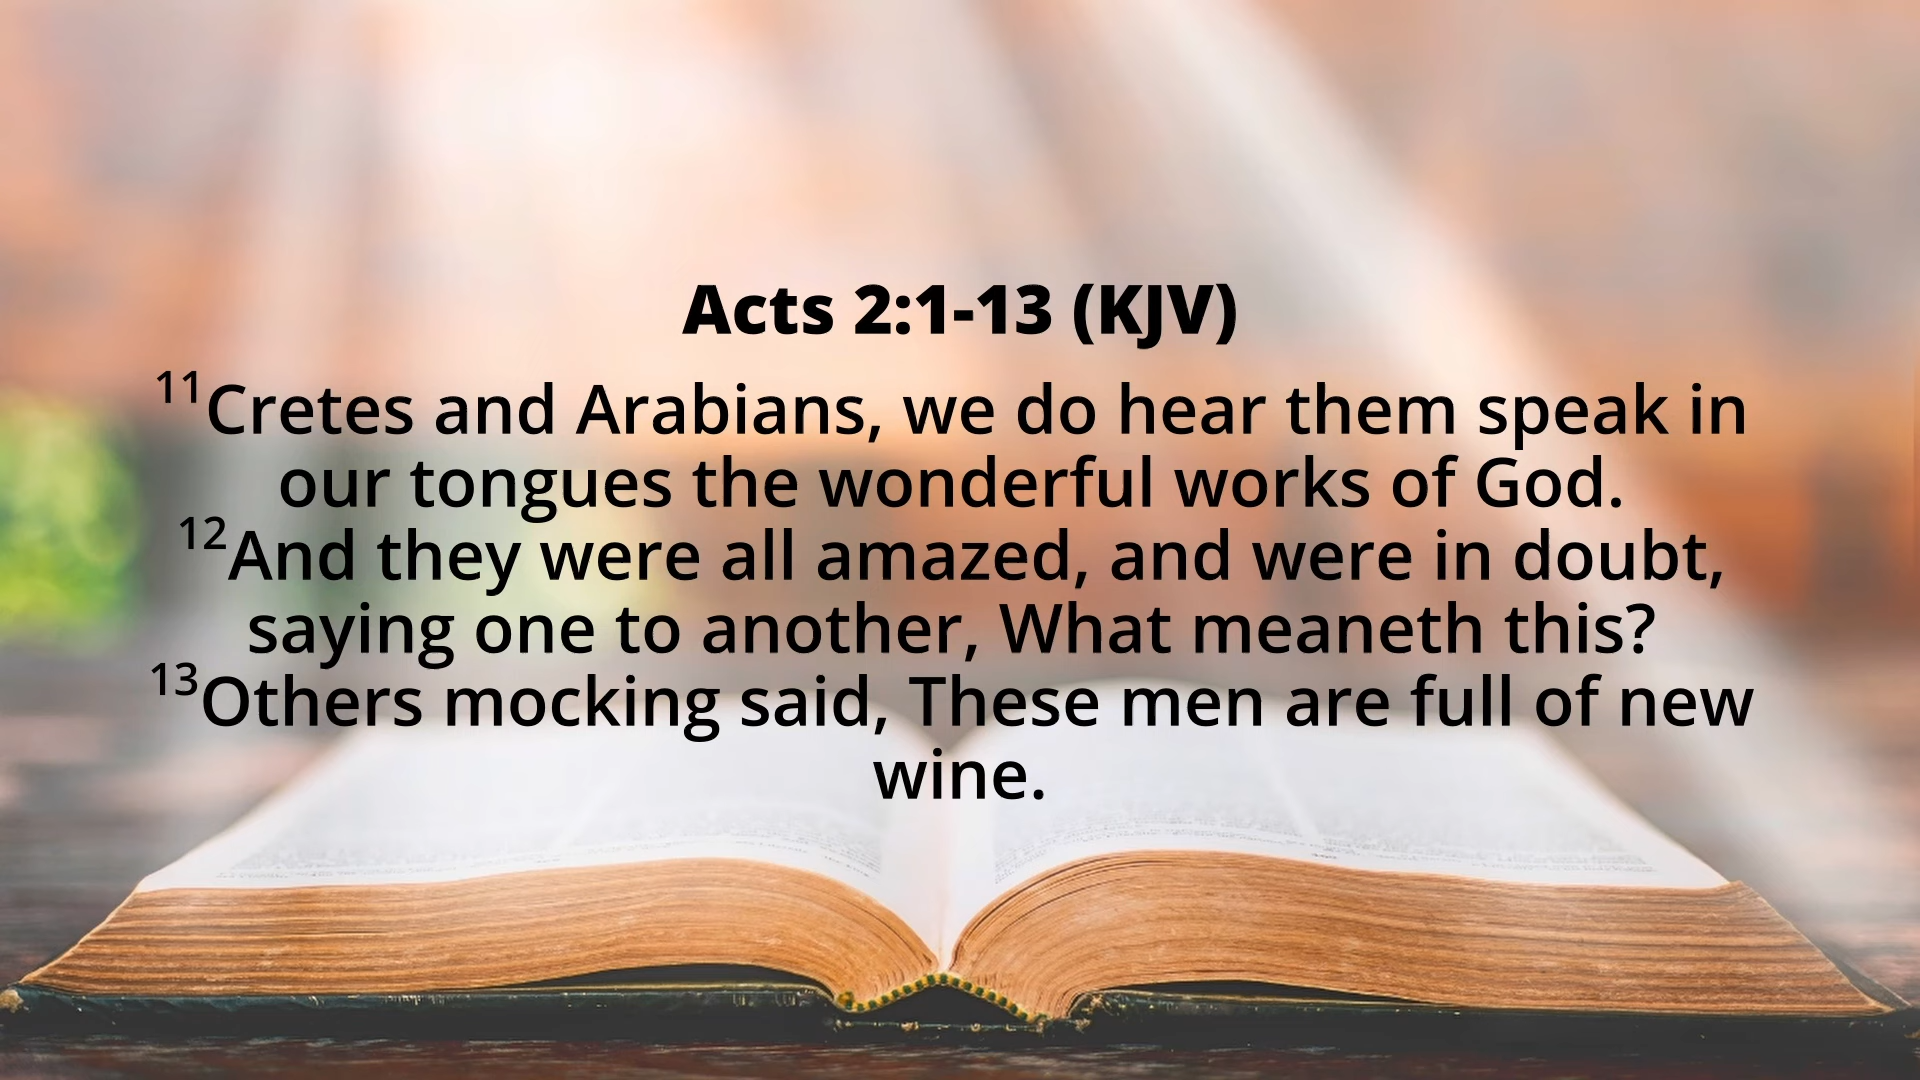 Acts 2:1-13 (KJV)
11Cretes and Arabians, we do hear them speak in
our tongues the wonderful works of God.
12And they were all amazed, and were in doubt,
saying one to another, What meaneth this?
13Others mocking said, These men are full of new
wine.